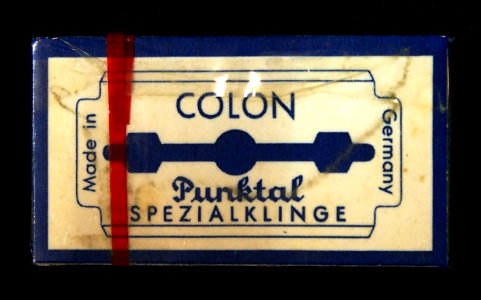 COLON
Made in
Germany
Punktal
SPEZIALKLINGE